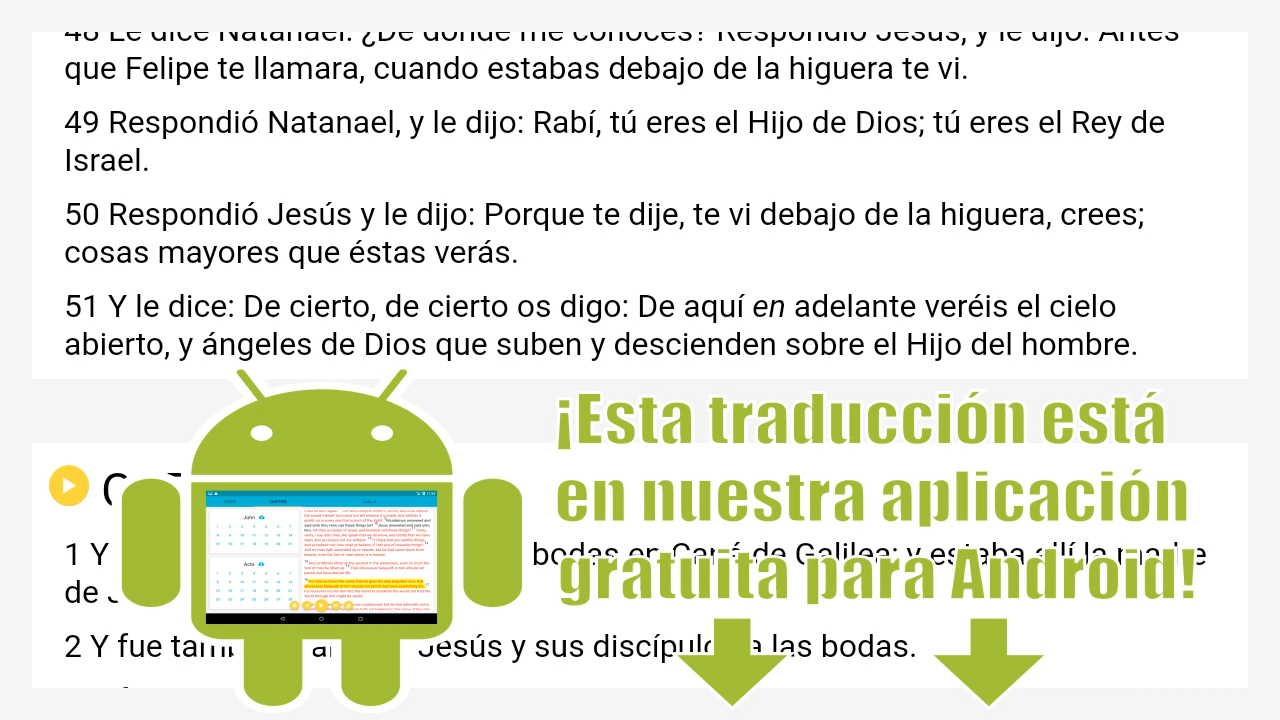 48 Le dice Natanael: ¿De dónde me conoces? Respondió Jesús, y le dijo: Antes
que Felipe te llamara, cuando estabas debajo de la higuera te vi.
49 Respondió Natanael, y le dijo: Rabí, tú eres el Hijo de Dios; tú eres el Rey de
Israel.
50 Respondió Jesús y le dijo: Porque te dije, te vi debajo de la higuera, crees;
cosas mayores que éstas verás.
51 Y le dice: De cierto, de cierto os digo: De aquí en adelante veréis el cielo
abierto, y ángeles de Dios que suben y descienden sobre el Hijo del hombre.
¡Esta traducción está
en nuestra aplicación
gratuita para Android!
John
Acts
1 Y
bodas en Caná de Galilea; y estaba allí la madre
de
2 Y fue
Jesús y sus discípulos a las bodas.